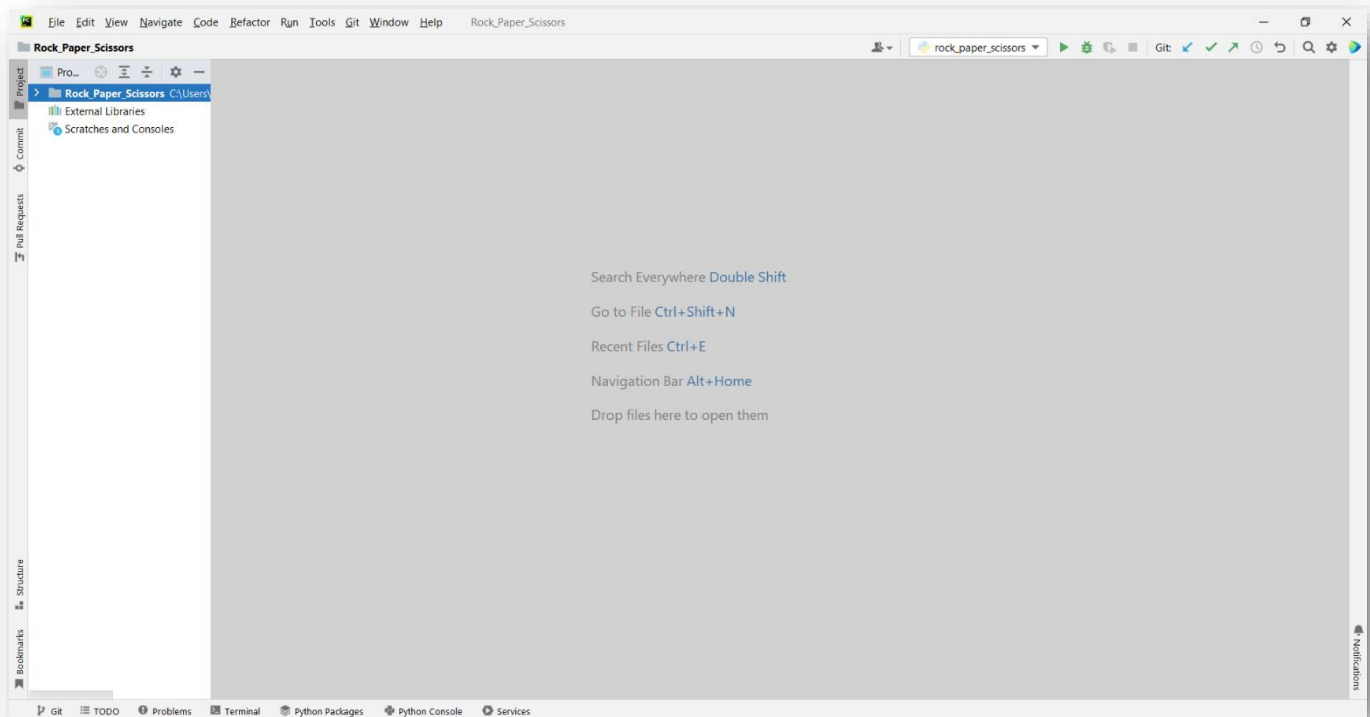 File Edit View Navigate Code Refactor Run Tools Git Window Help Rock_Paper_Scissors
Rock_Paper_Scissors rock_paper_scissors Git:
Project
Pro...
Rock_Paper_Scissors C:\Users\
External Libraries
Scratches and Consoles
Commit
Pull Requests
Search Everywhere Double Shift
Go to File Ctrl+Shift+N
Recent Files Ctrl+E
Navigation Bar Alt+Home
Drop files here to open them
Structure
Bookmarks
Notifications
Git TODO Problems Terminal Python Packages Python Console Services